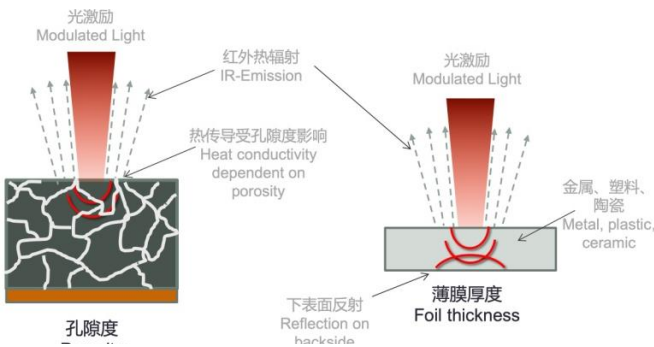 光激励
Modulated Light
红外热辐射
IR-Emission
热传导受孔隙度影响
Heat conductivity
dependent on
porosity
孔隙度
光激励
Modulated Light
金属、塑料、
陶瓷
Metal, plastic,
ceramic
下表面反射
Reflection on
backside
薄膜厚度
Foil thickness